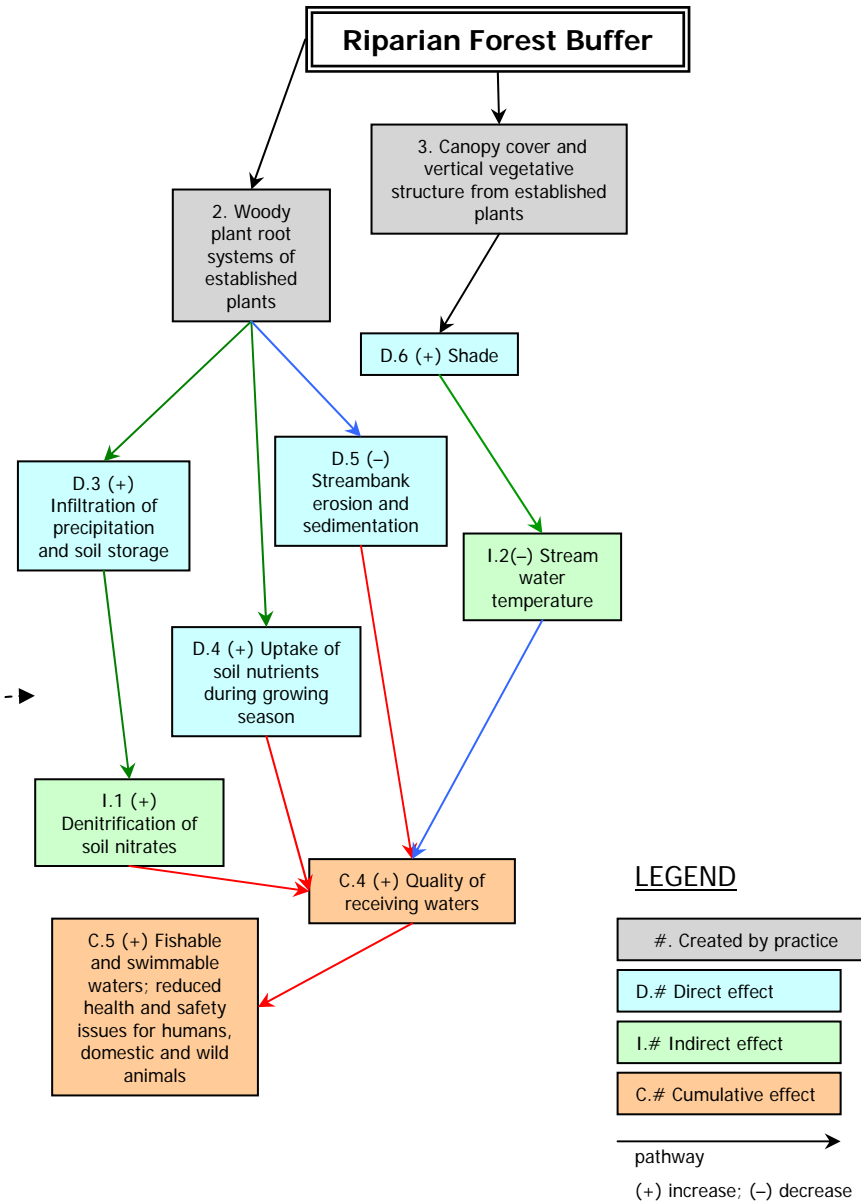 Riparian Forest Buffer
3. Canopy cover and
vertical vegetative
structure from established
plants
2. Woody
plant root
systems of
established
plants
D.6 (+) Shade
D.3 (+)
Infiltration of
precipitation
and soil storage
D.5 (–)
Streambank
erosion and
sedimentation
I.2(–) Stream
water
temperature
D.4 (+) Uptake of
soil nutrients
during growing
season
I.1 (+)
Denitrification of
soil nitrates
C.4 (+) Quality of
receiving waters
C.5 (+) Fishable
and swimmable
waters; reduced
health and safety
issues for humans,
domestic and wild
animals
LEGEND
#. Created by practice
D.# Direct effect
I.# Indirect effect
C.# Cumulative effect
pathway
(+) increase; (–) decrease